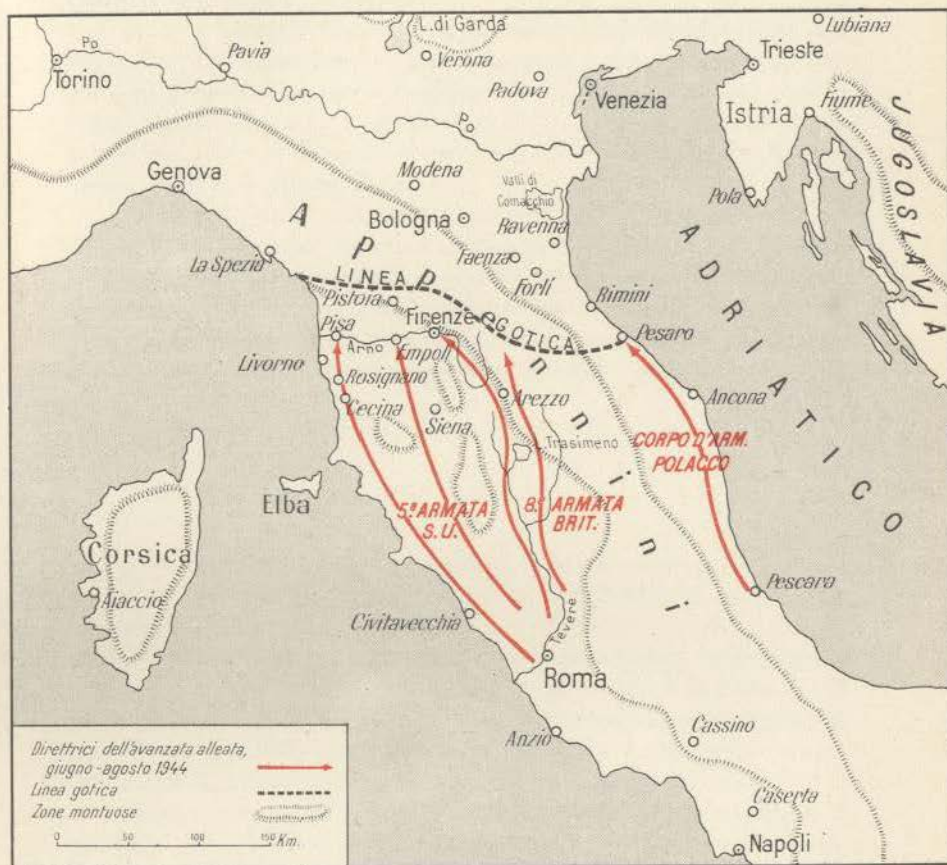 L. di Garda
Lubiana
Po
Pavia
Verona
Trieste
Torino
Padova
Venezia
Fiume
Istria
JUGOSLAVIA
Po
Modena
Genova
Valli di
Comacchio
Pola
Bologna
Ravenna
Appennini
ADRIATICO
La Spezia
Faenza
Forlì
LINEA GOTICA
Pistoia
Rimini
Firenze
Pisa
Pesaro
Arno
Empoli
Livorno
Rosignano
Cecina
Arezzo
Ancona
Siena
L. Trasimeno
CORPO D'ARM.
POLACCO
Elba
5ª ARMATA
S.U.
8ª ARMATA
BRIT.
Corsica
Aiaccio
Pescara
Civitavecchia
Tevere
Roma
Anzio
Cassino
Caserta
Napoli
Direttrici dell'avanzata alleata,
giugno-agosto 1944
Linea gotica
Zone montuose
0 50 100 150 Km.